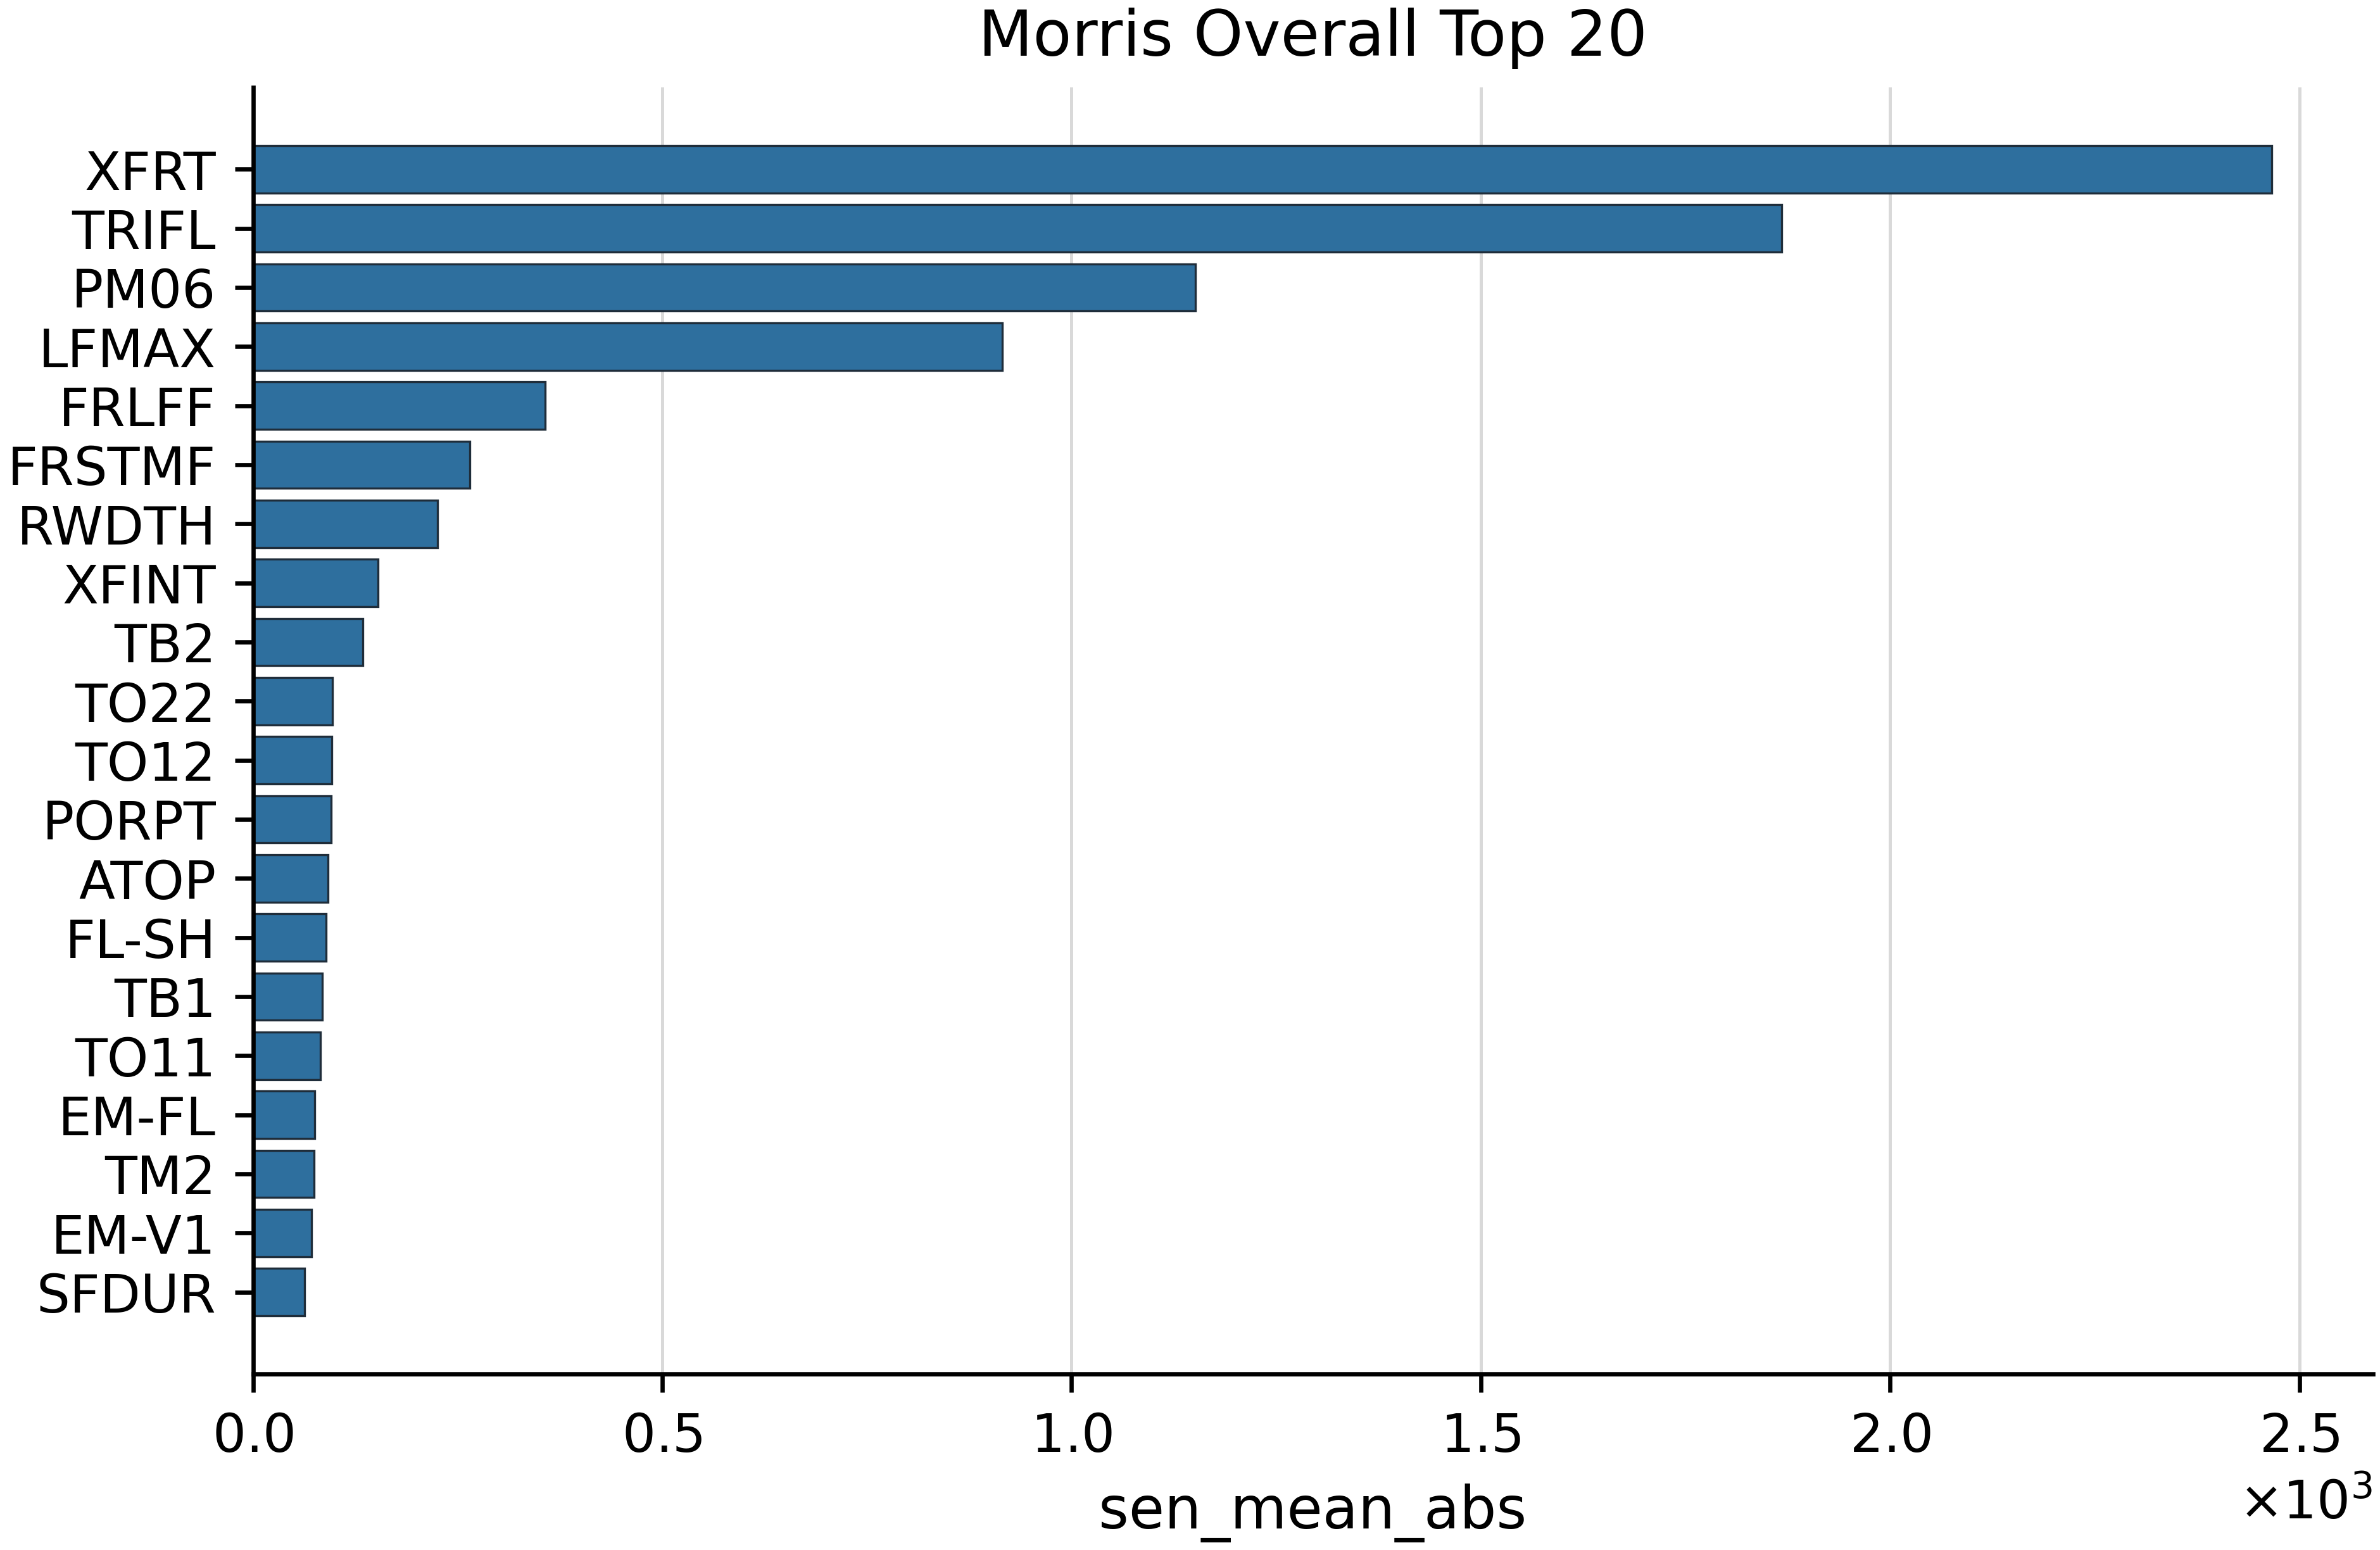 Morris Overall Top 20
XFRT
TRIFL
PM06
LFMAX
FRLFF
FRSTMF
RWDTH
XFINT
TB2
TO22
TO12
PORPT
ATOP
FL-SH
TB1
TO11
EM-FL
TM2
EM-V1
SFDUR
0.0 0.5 1.0 1.5 2.0 2.5
×10³
sen_mean_abs